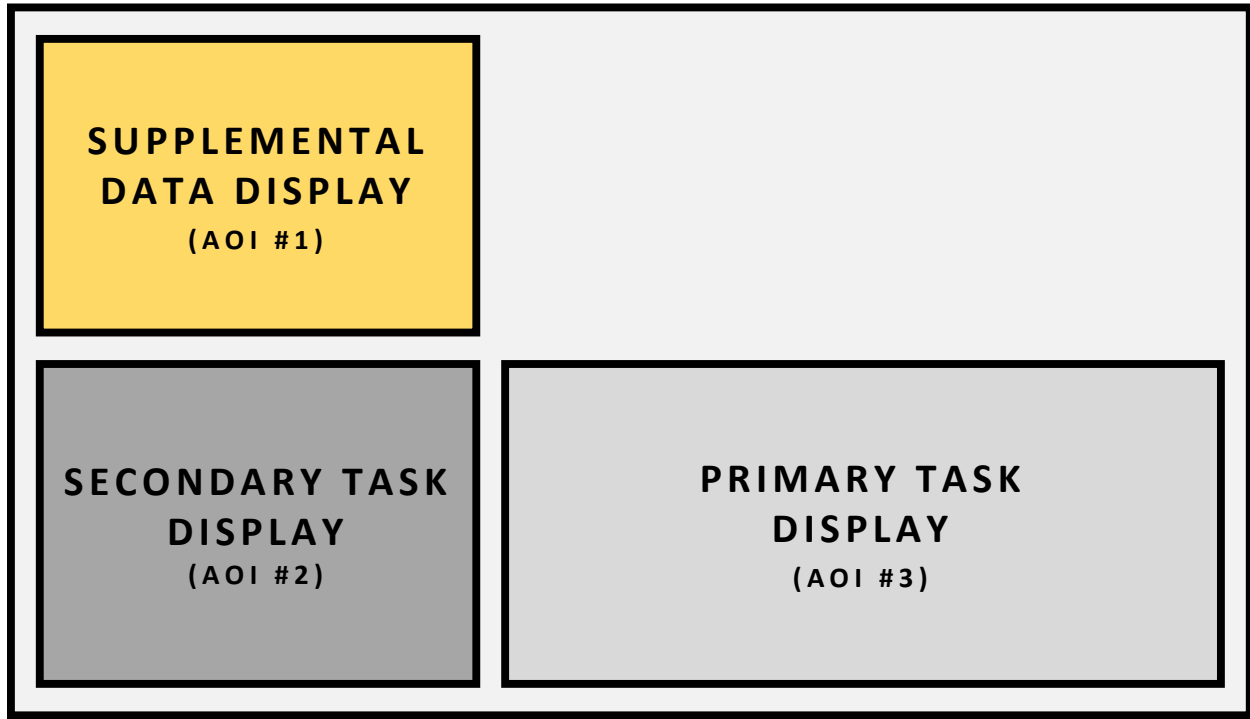 SUPPLEMENTAL
DATA DISPLAY
(AOI #1)
SECONDARY TASK
DISPLAY
(AOI #2)
PRIMARY TASK
DISPLAY
(AOI #3)